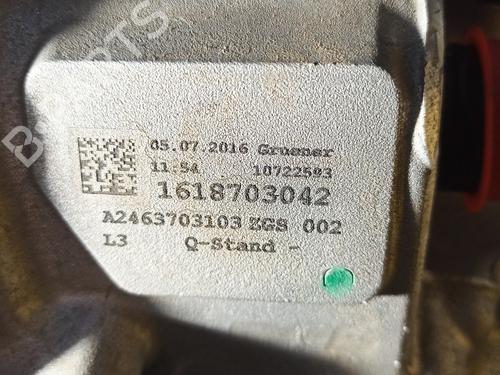 05.07.2016 Gruener
11:54 10722593
1618703042
A2463703103 ZGS 002
L3 Q-Stand -